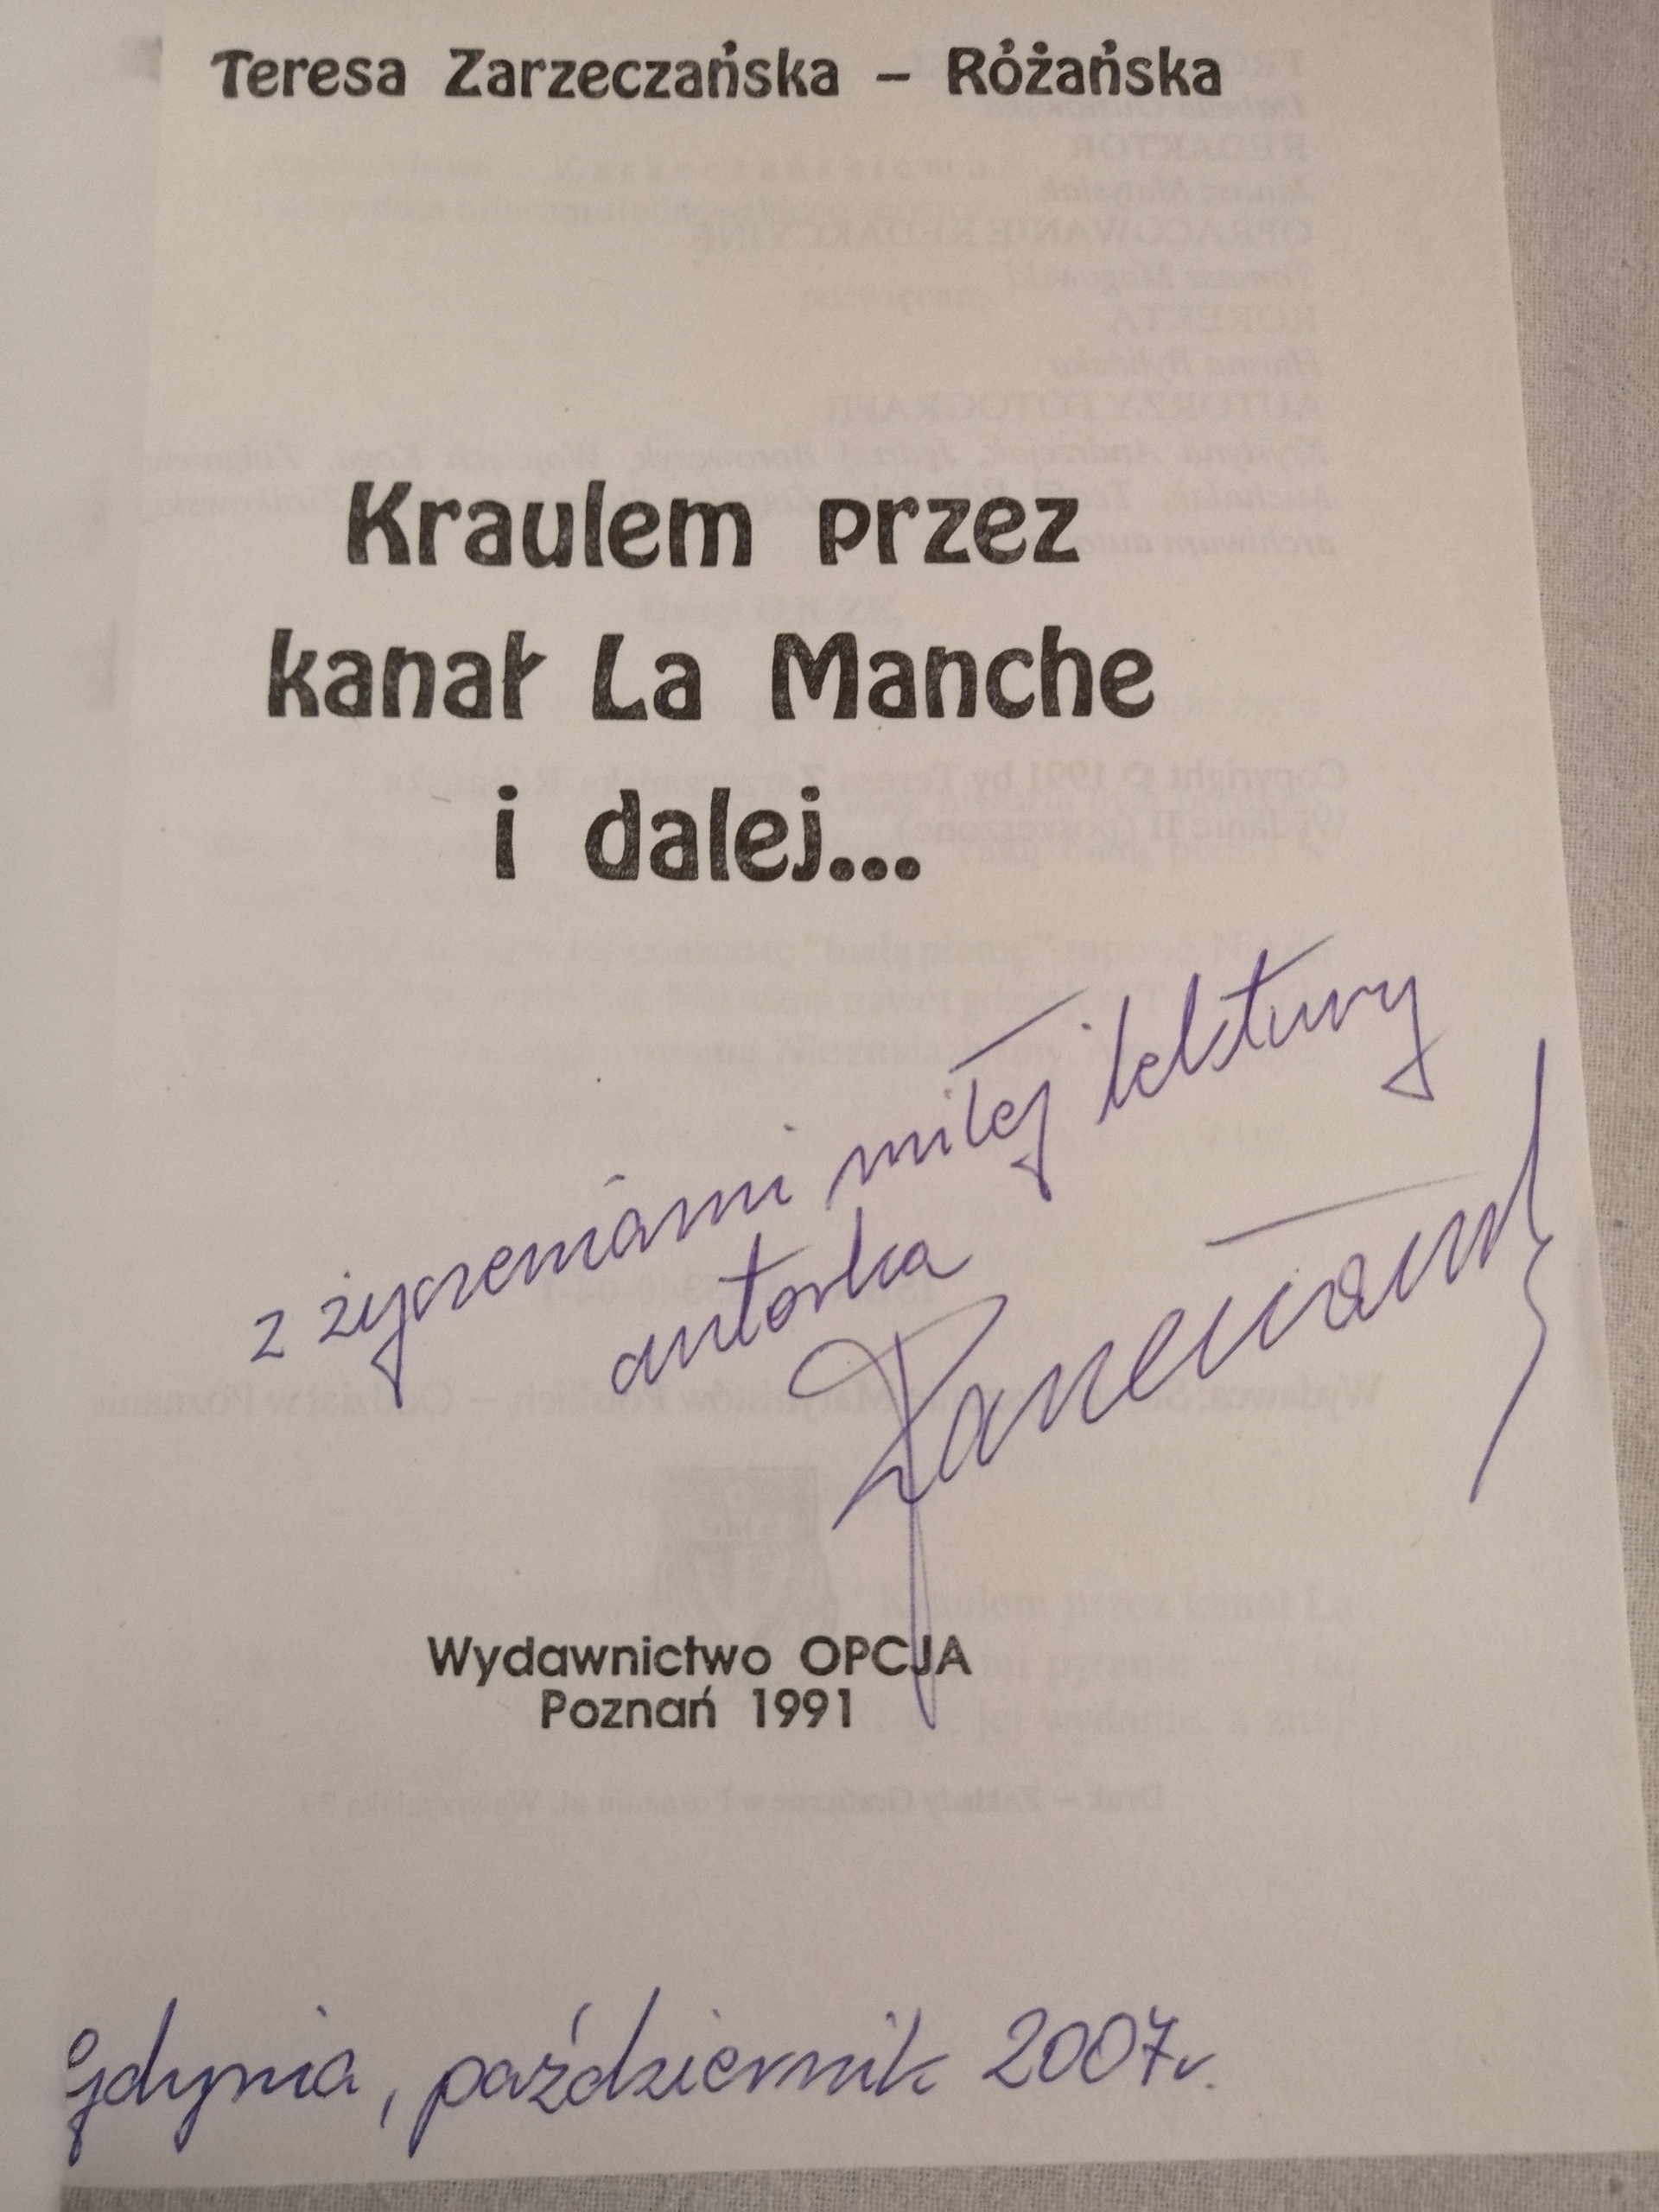 Teresa Zarzeczańska – Różańska
Kraulem przez
kanał La Manche
i dalej...
z życzeniami miłej lektury
autorka
Wydawnictwo OPCJA
Poznań 1991
Gdynia, październik 2007r.